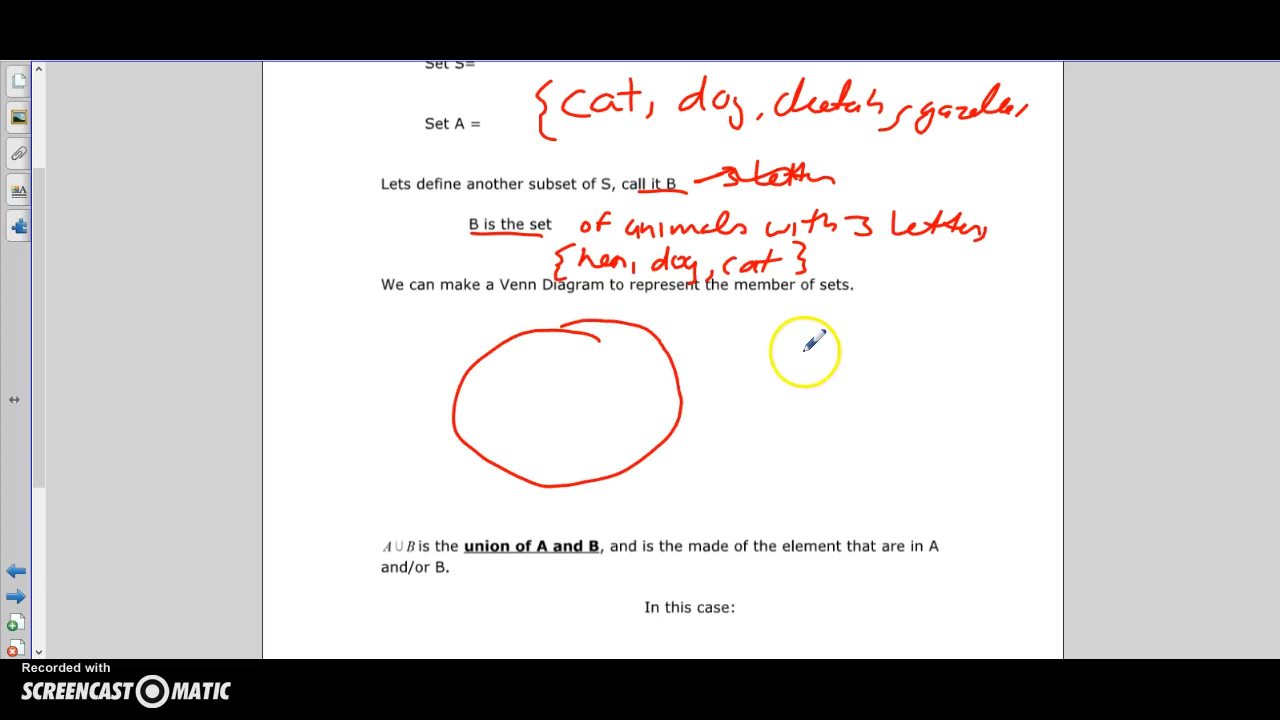 Set S=
{cat, dog, cheetah, gazelle,
Set A =
Lets define another subset of S, call it B → 3 letter
B is the set of animals with 3 letters,
{hen, dog, cat}
We can make a Venn Diagram to represent the member of sets.
A ∪ B is the union of A and B, and is the made of the element that are in A
and/or B.
In this case:
Recorded with
SCREENCAST O MATIC